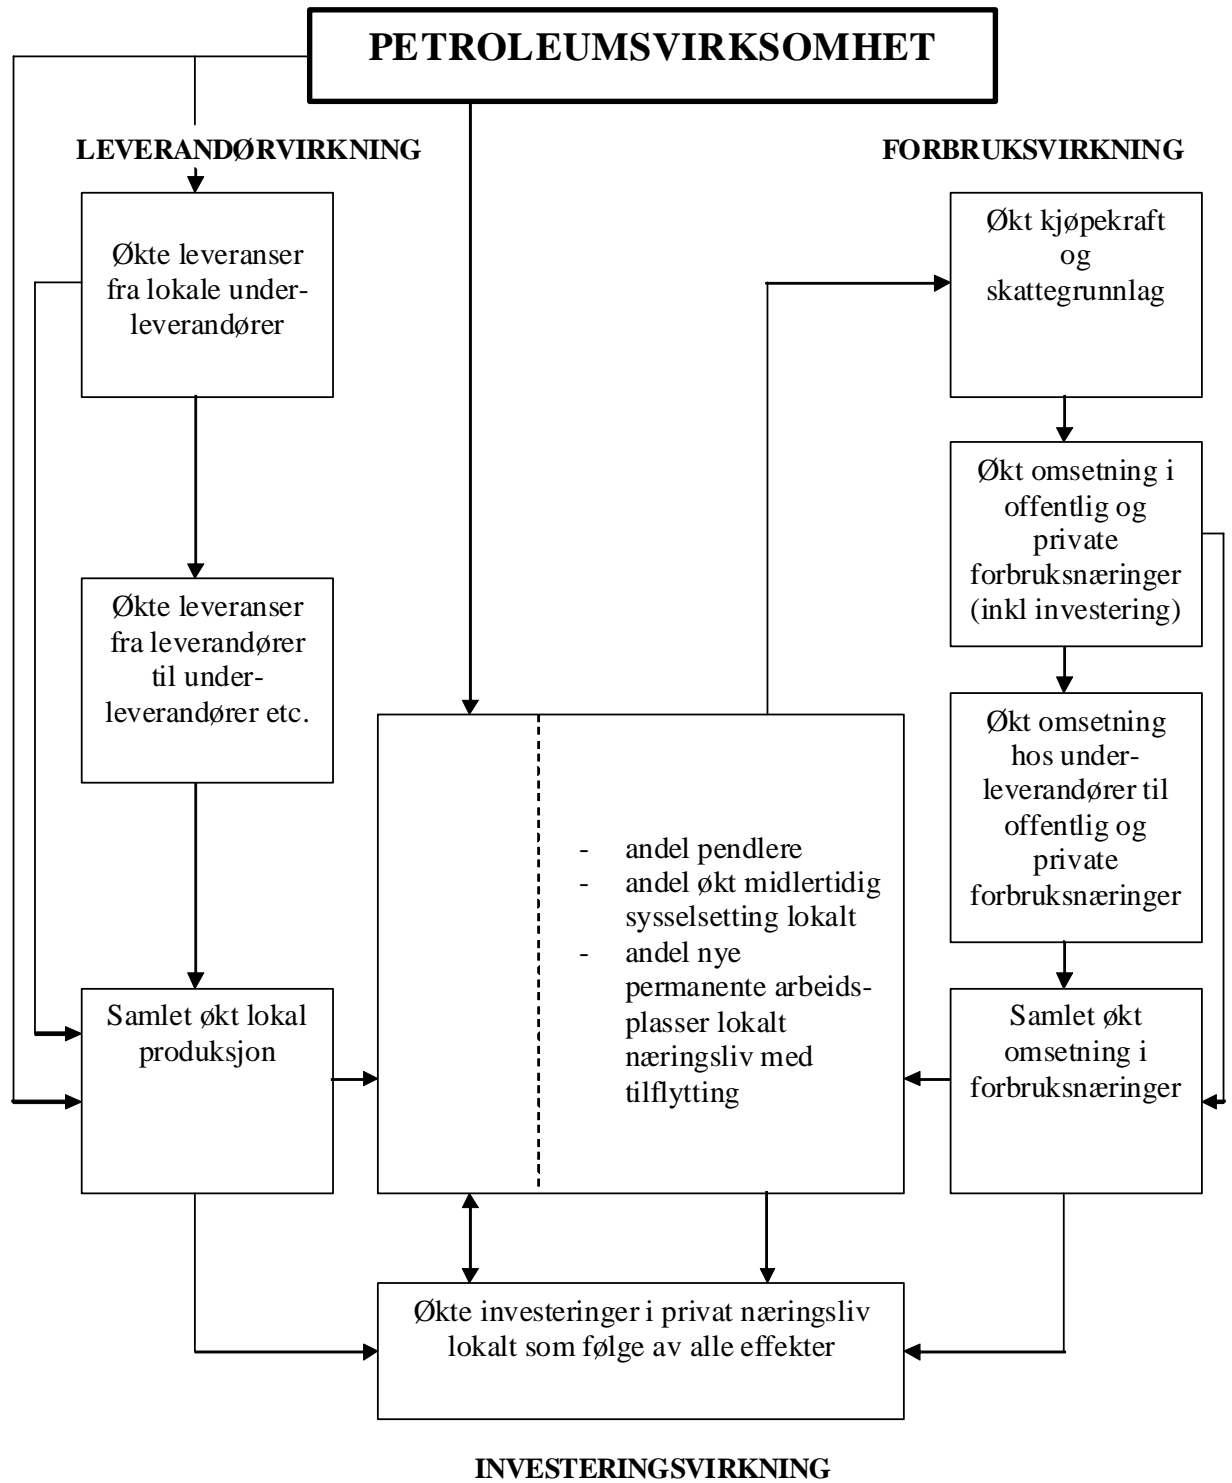 PETROLEUMSVIRKSOMHET
LEVERANDØRVIRKNING
Økte leveranser
fra lokale under-
leverandører
Økte leveranser
fra leverandører
til under-
leverandører etc.
Samlet økt lokal
produksjon
- andel pendlere
- andel økt midlertidig
sysselsetting lokalt
- andel nye
permanente arbeids-
plasser lokalt
næringsliv med
tilflytting
FORBRUKSVIRKNING
Økt kjøpekraft
og
skattegrunnlag
Økt omsetning i
offentlig og
private
forbruksnæringer
(inkl investering)
Økt omsetning
hos under-
leverandører til
offentlig og
private
forbruksnæringer
Samlet økt
omsetning i
forbruksnæringer
Økte investeringer i privat næringsliv
lokalt som følge av alle effekter
INVESTERINGSVIRKNING